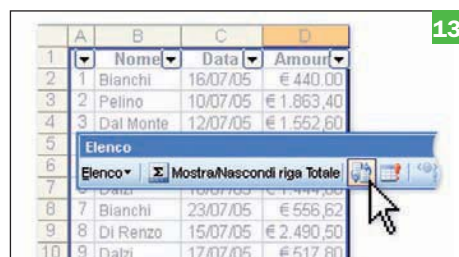 13
A B C D
1 Nome Data Amour
2 1 Bianchi 16/07/05 € 440.00
3 2 Pelino 10/07/05 € 1.863,40
4 3 Dal Monte 12/07/05 € 1.552,60
5 Elenco
6 Elenco Σ Mostra/Nascondi riga Totale
7
8 7 Bianchi 23/07/05 € 556,62
9 8 Di Renzo 15/07/05 € 2.490,50
10 9 Dalzi 17/07/05 € 517,80